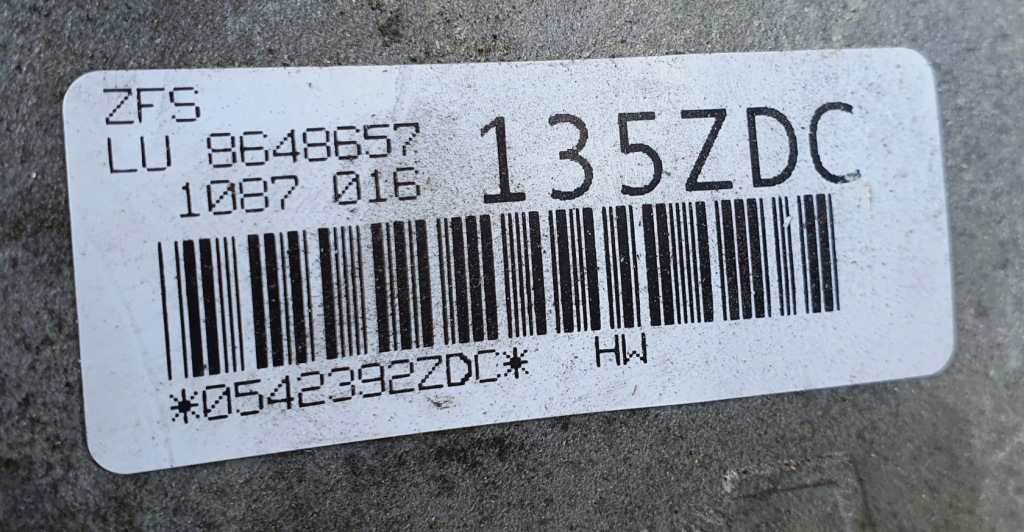 ZFS
LU 8648657
1087 016
135ZDC
*0542392ZDC* HW